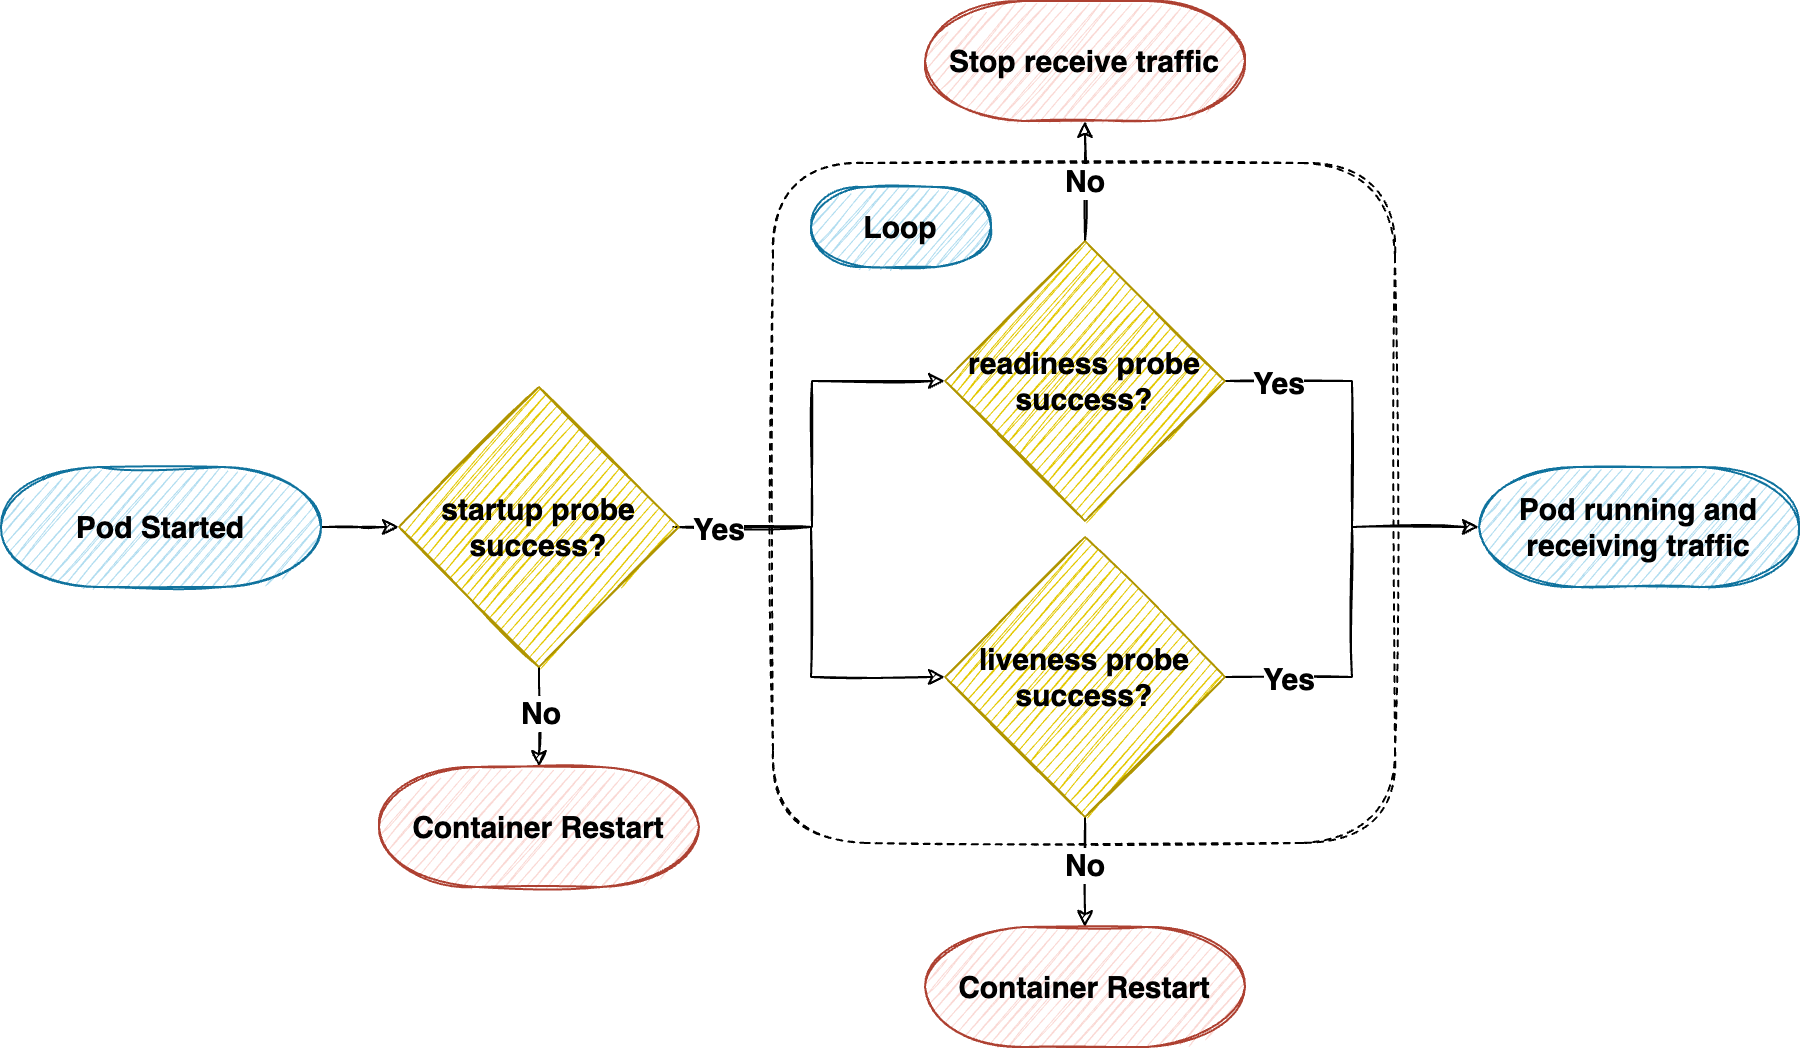 Stop receive traffic
No
Loop
readiness probe
success?
Yes
Pod Started
startup probe
success?
Yes
Pod running and
receiving traffic
liveness probe
success?
Yes
No
Container Restart
No
Container Restart